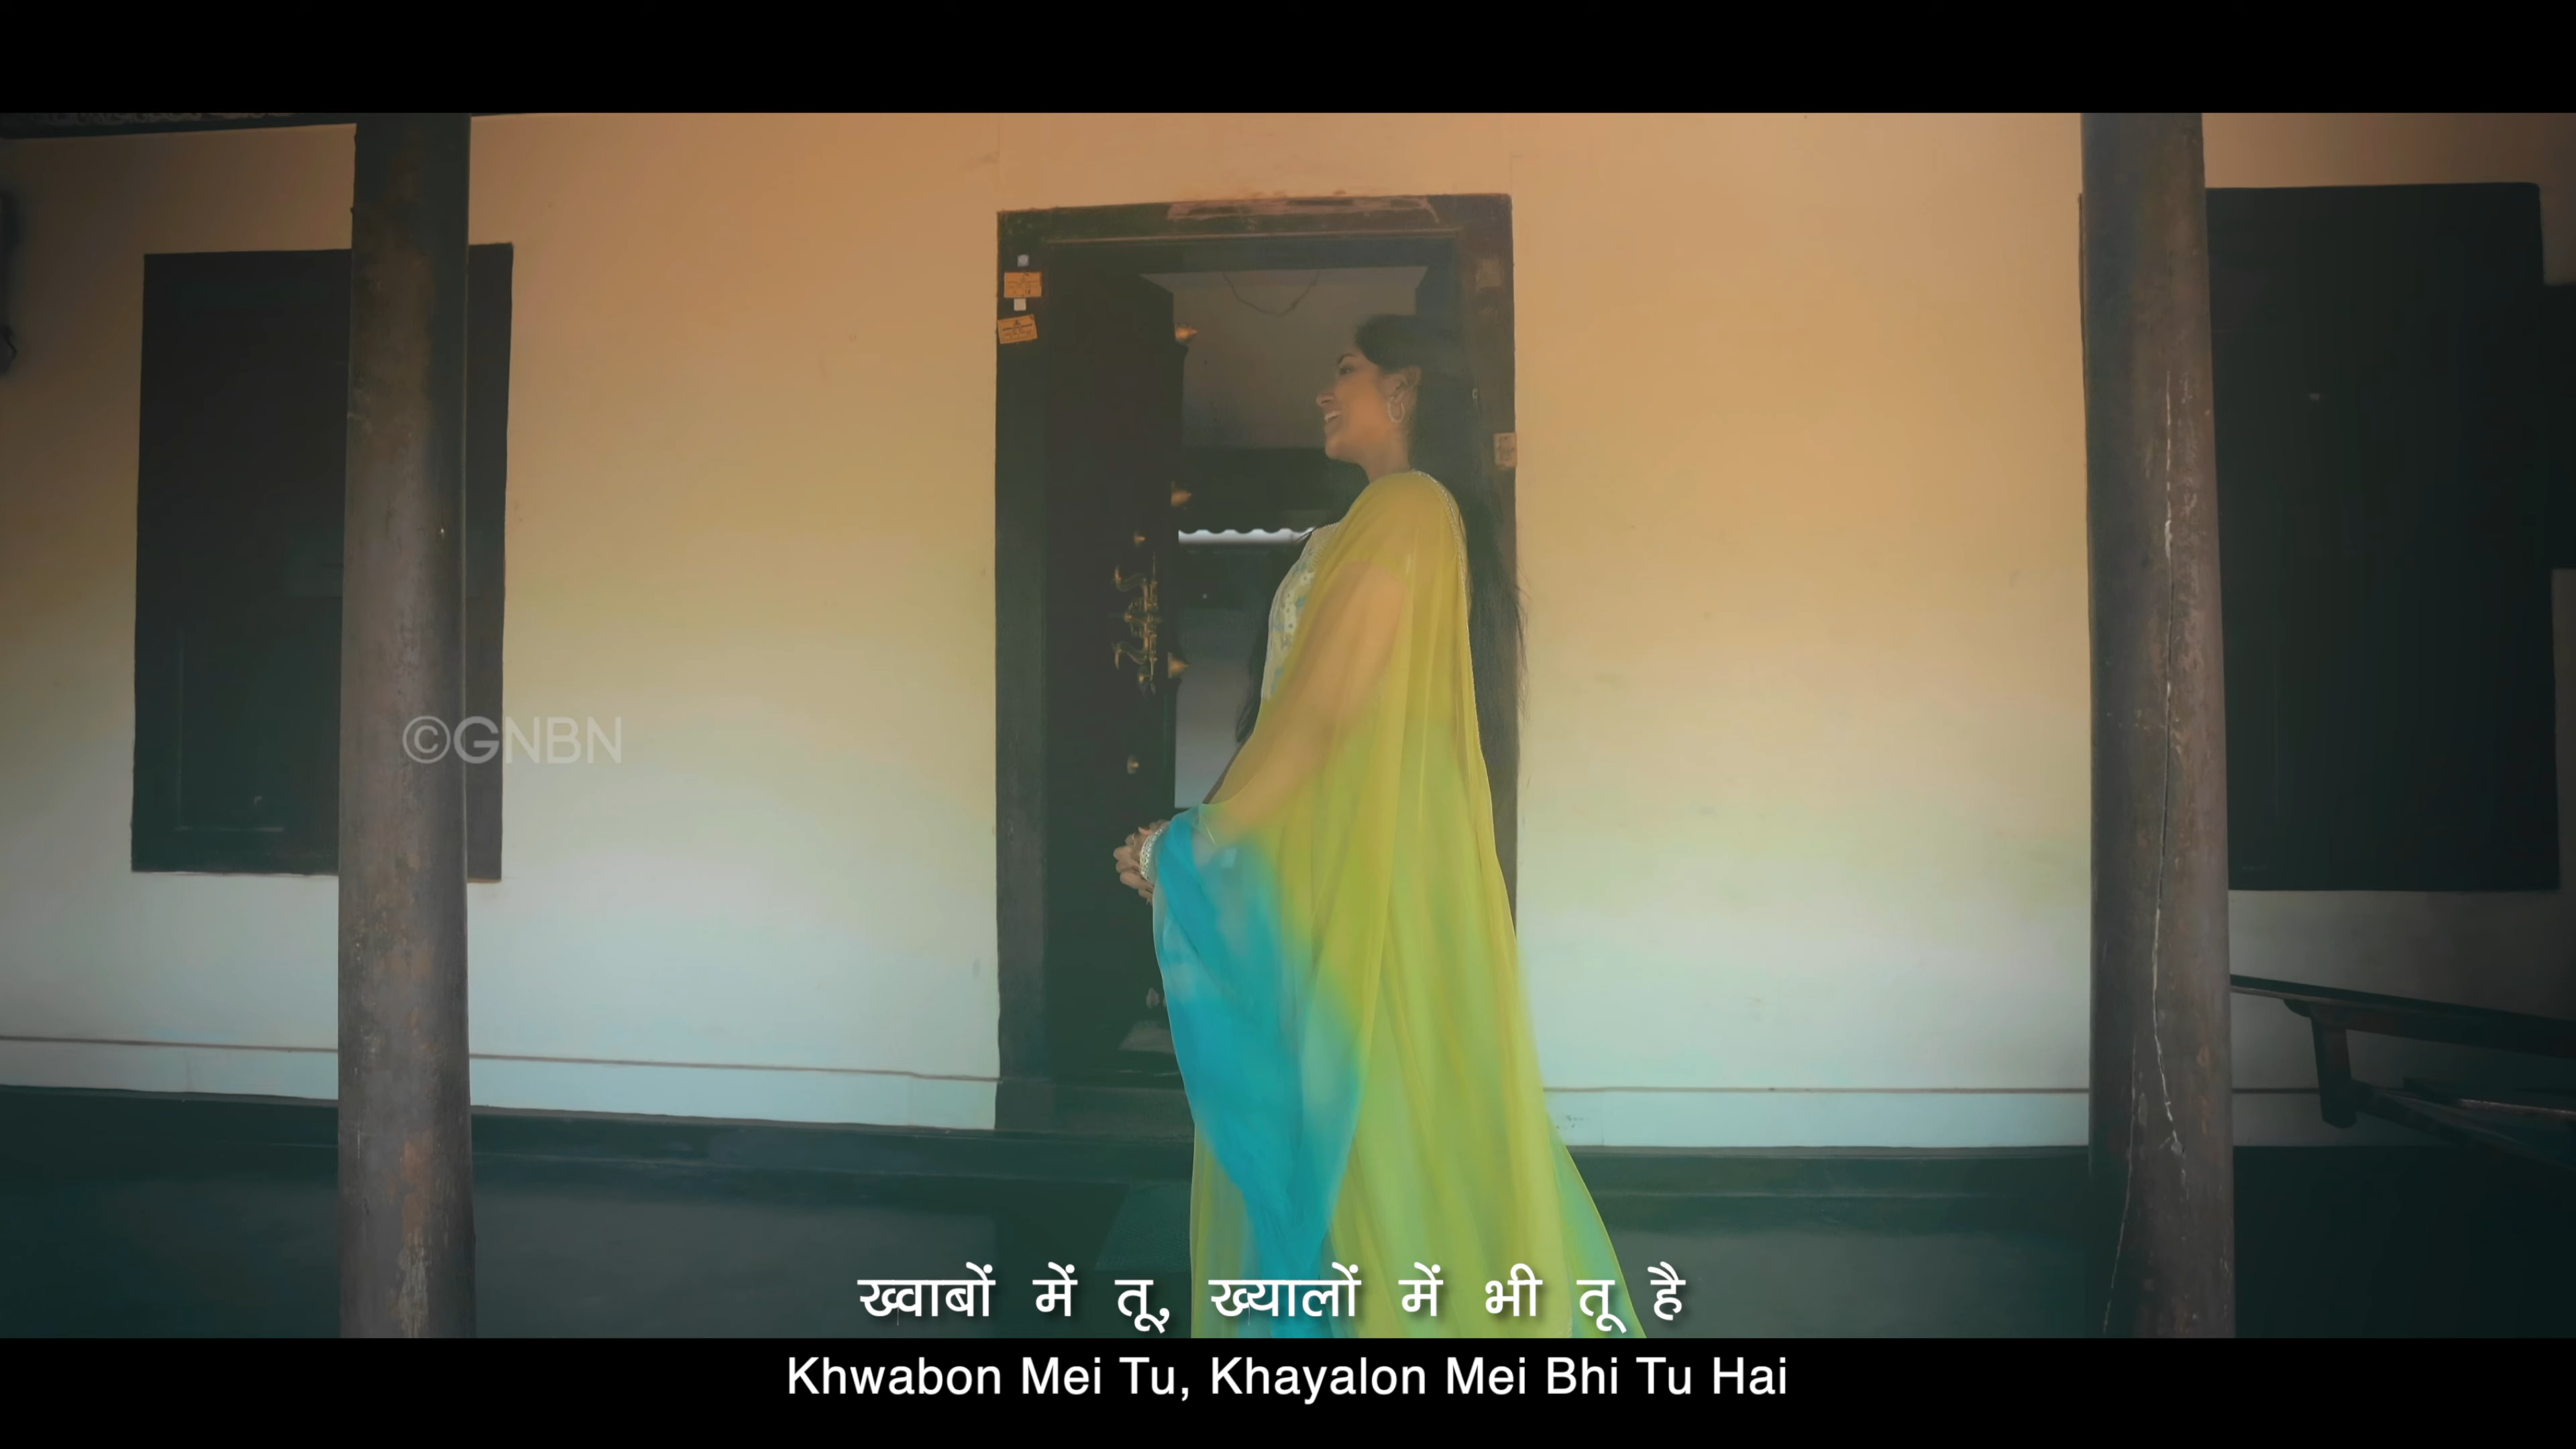 ©GNBN
ख्वाबों में तू, ख्यालों में भी तू है
Khwabon Mei Tu, Khayalon Mei Bhi Tu Hai